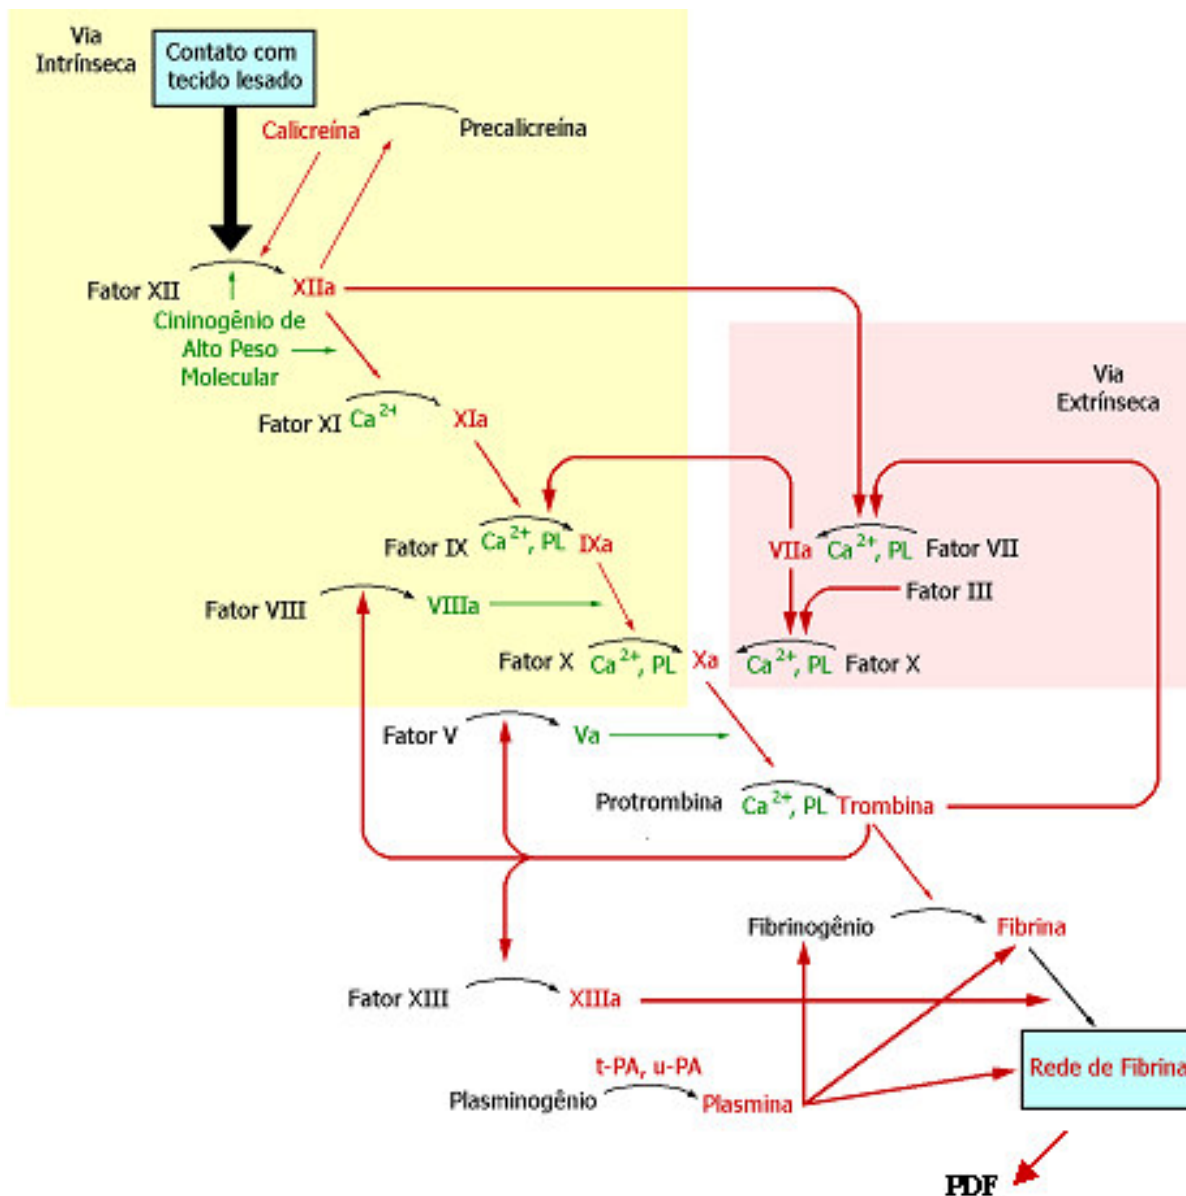 Via
Intrínseca
Contato com
tecido lesado
Calicreína
Precalicreína
Fator XII
XIIa
Cininogênio de
Alto Peso
Molecular
Via
Extrínseca
Fator XI
Ca2+
XIa
Fator IX
Ca2+, PL
IXa
VIIa
Ca2+, PL
Fator VII
Fator VIII
VIIIa
Fator III
Fator X
Ca2+, PL
Xa
Ca2+, PL
Fator X
Fator V
Va
Protrombina
Ca2+, PL
Trombina
Fibrinogênio
Fibrina
Fator XIII
XIIIa
t-PA, u-PA
Plasminogênio
Plasmina
Rede de Fibrina
PDF